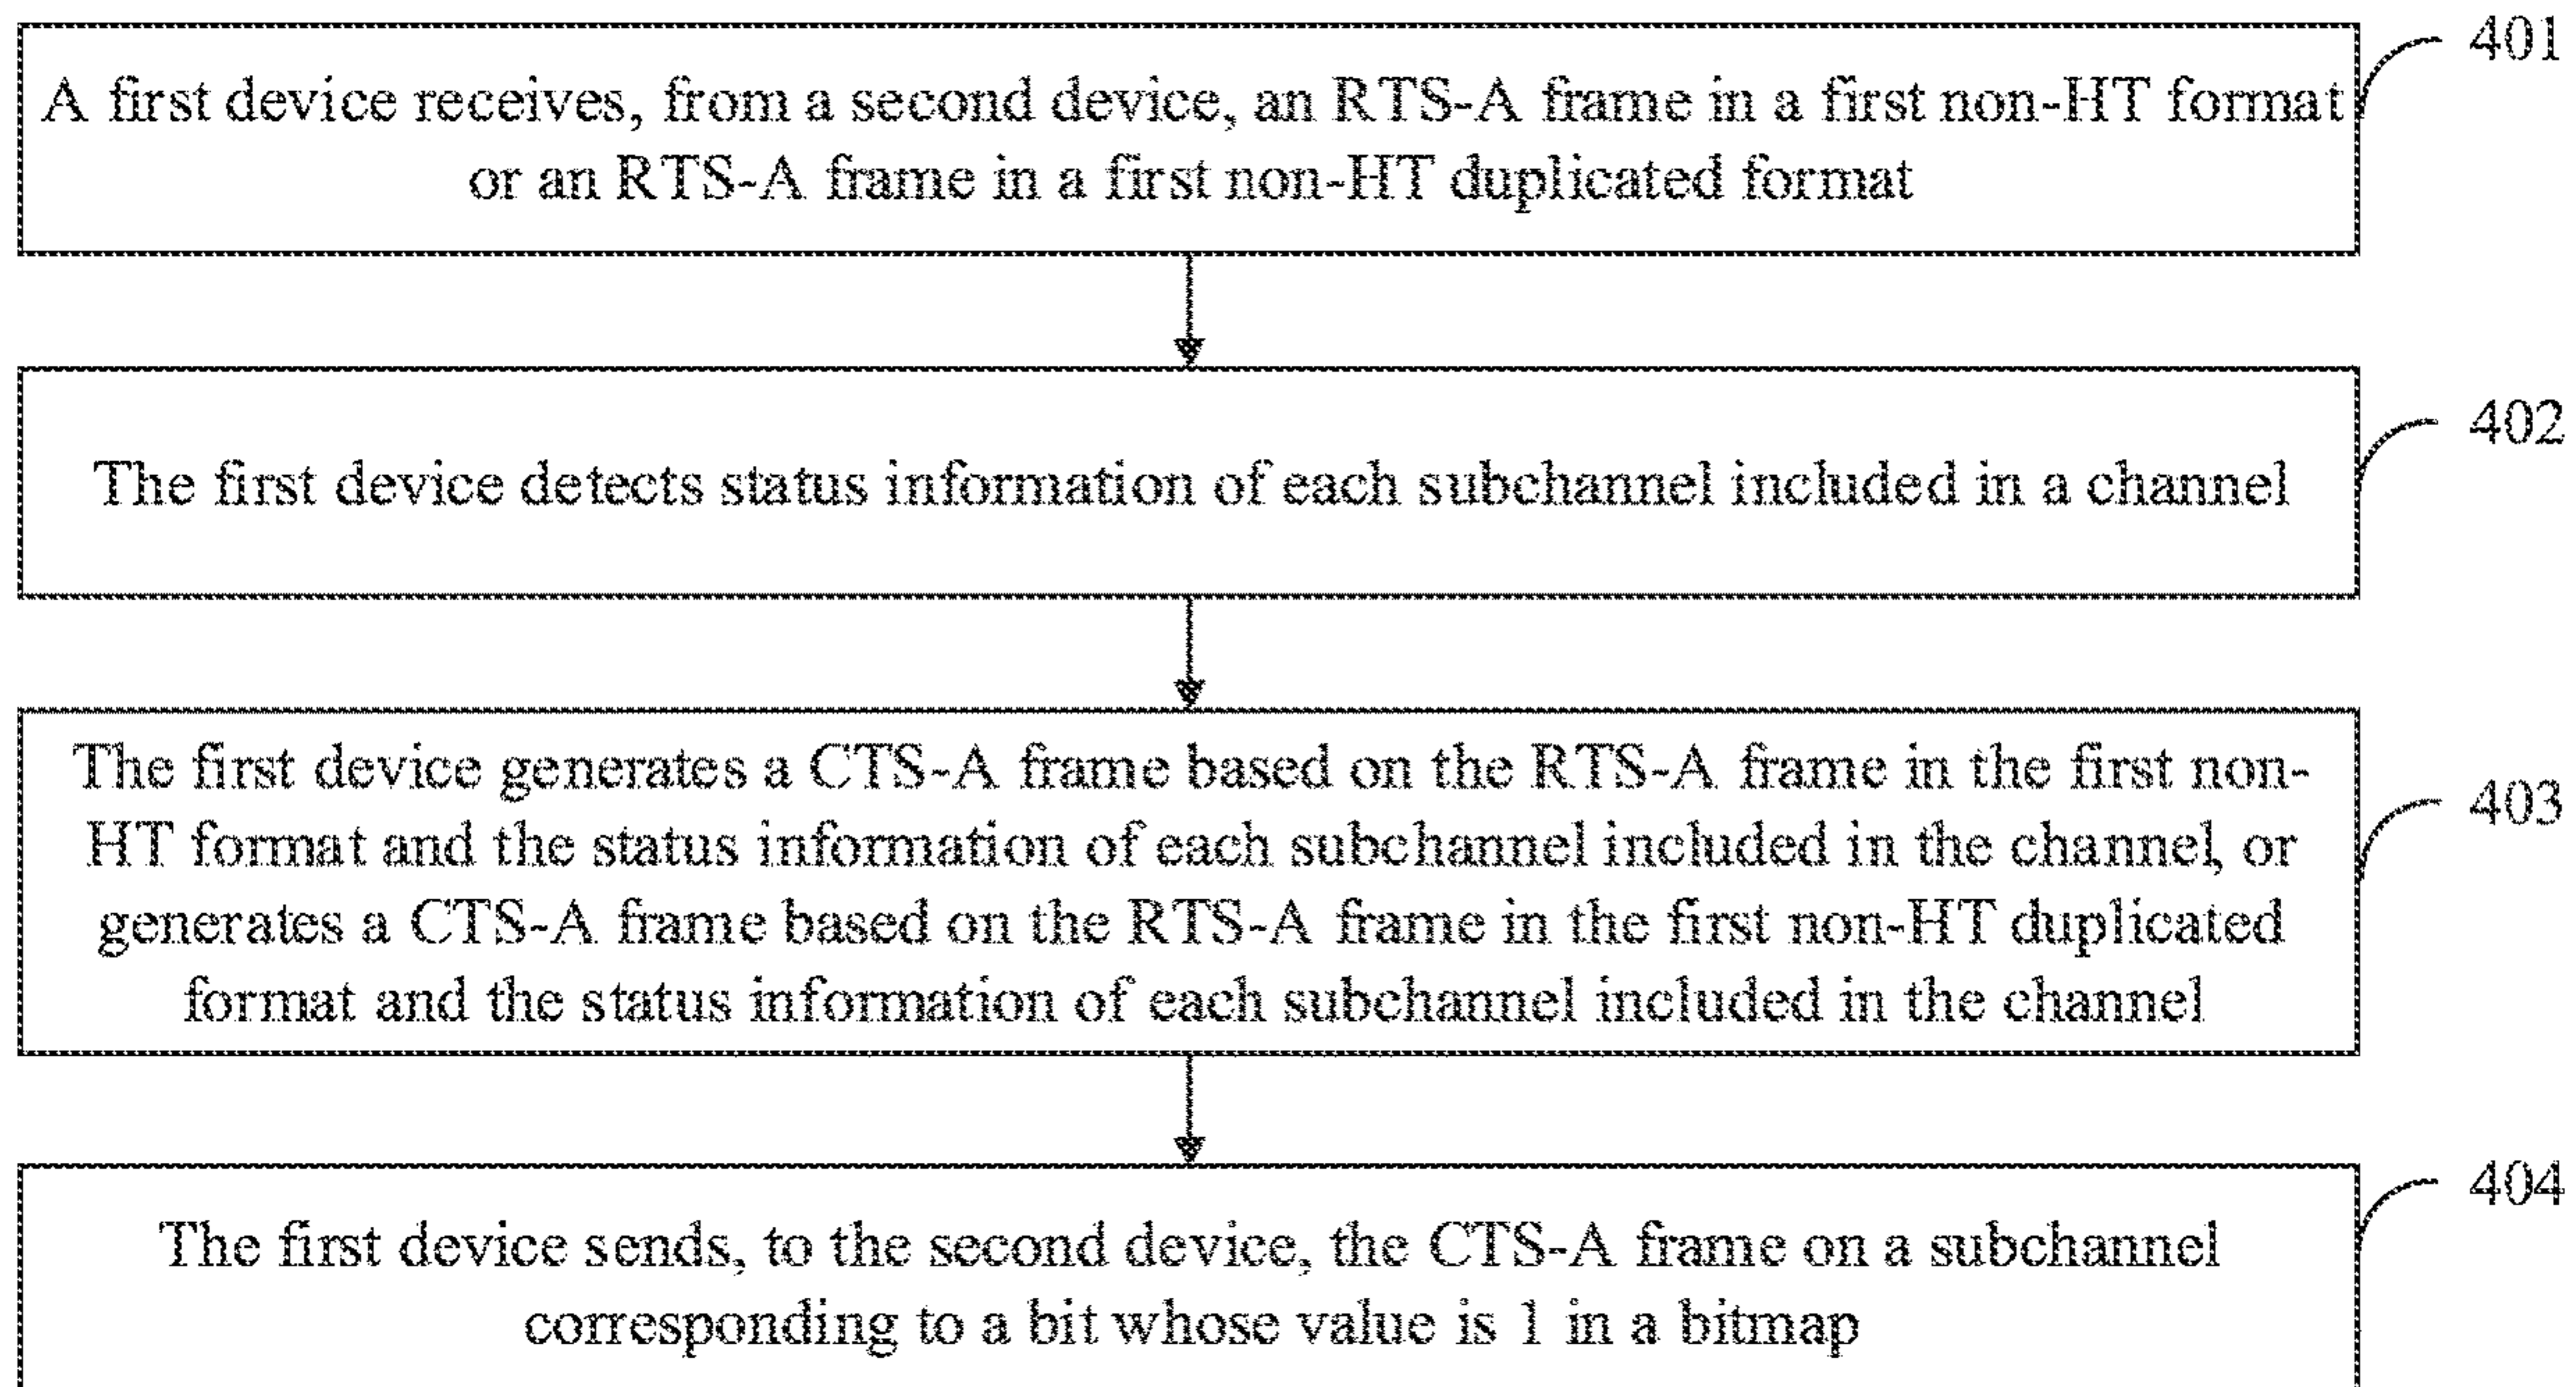 A first device receives, from a second device, an RTS-A frame in a first non-HT format
or an RTS-A frame in a first non-HT duplicated format
401
The first device detects status information of each subchannel included in a channel
402
The first device generates a CTS-A frame based on the RTS-A frame in the first non-
HT format and the status information of each subchannel included in the channel, or
generates a CTS-A frame based on the RTS-A frame in the first non-HT duplicated
format and the status information of each subchannel included in the channel
403
The first device sends, to the second device, the CTS-A frame on a subchannel
corresponding to a bit whose value is 1 in a bitmap
404